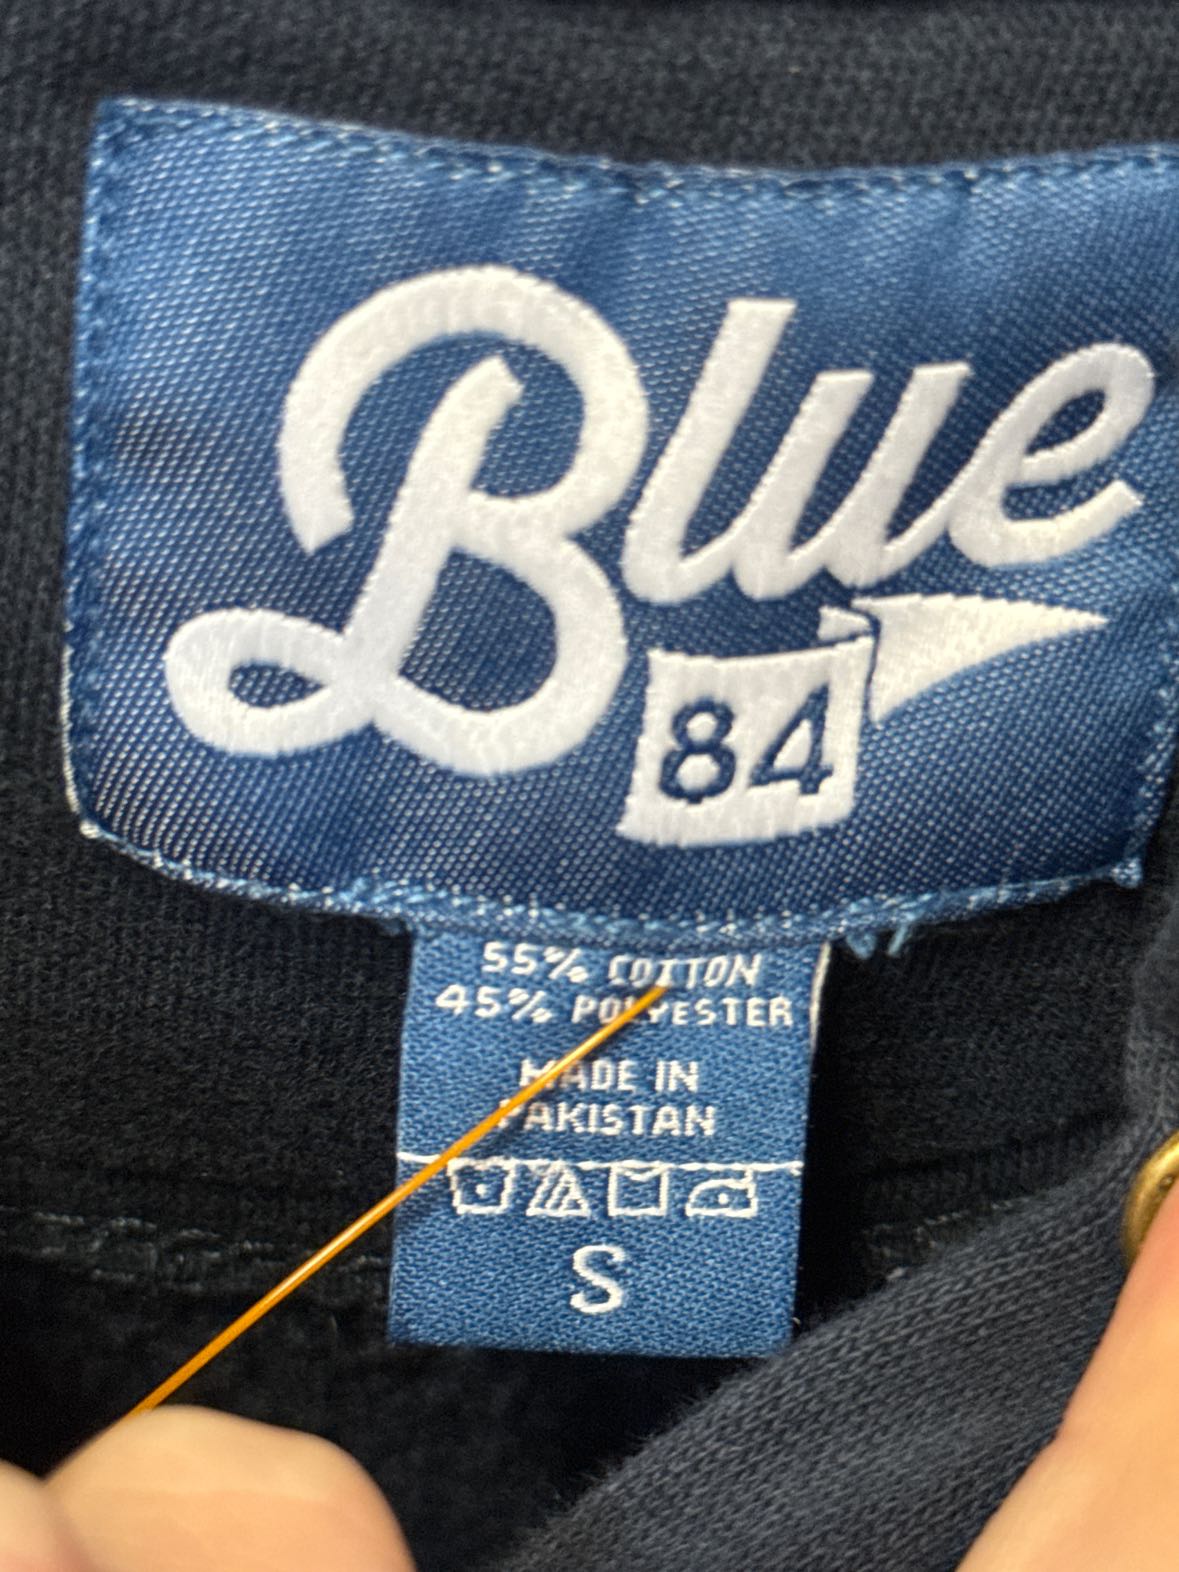 Blue
84
55% COTTON
45% POLYESTER
MADE IN
PAKISTAN
S